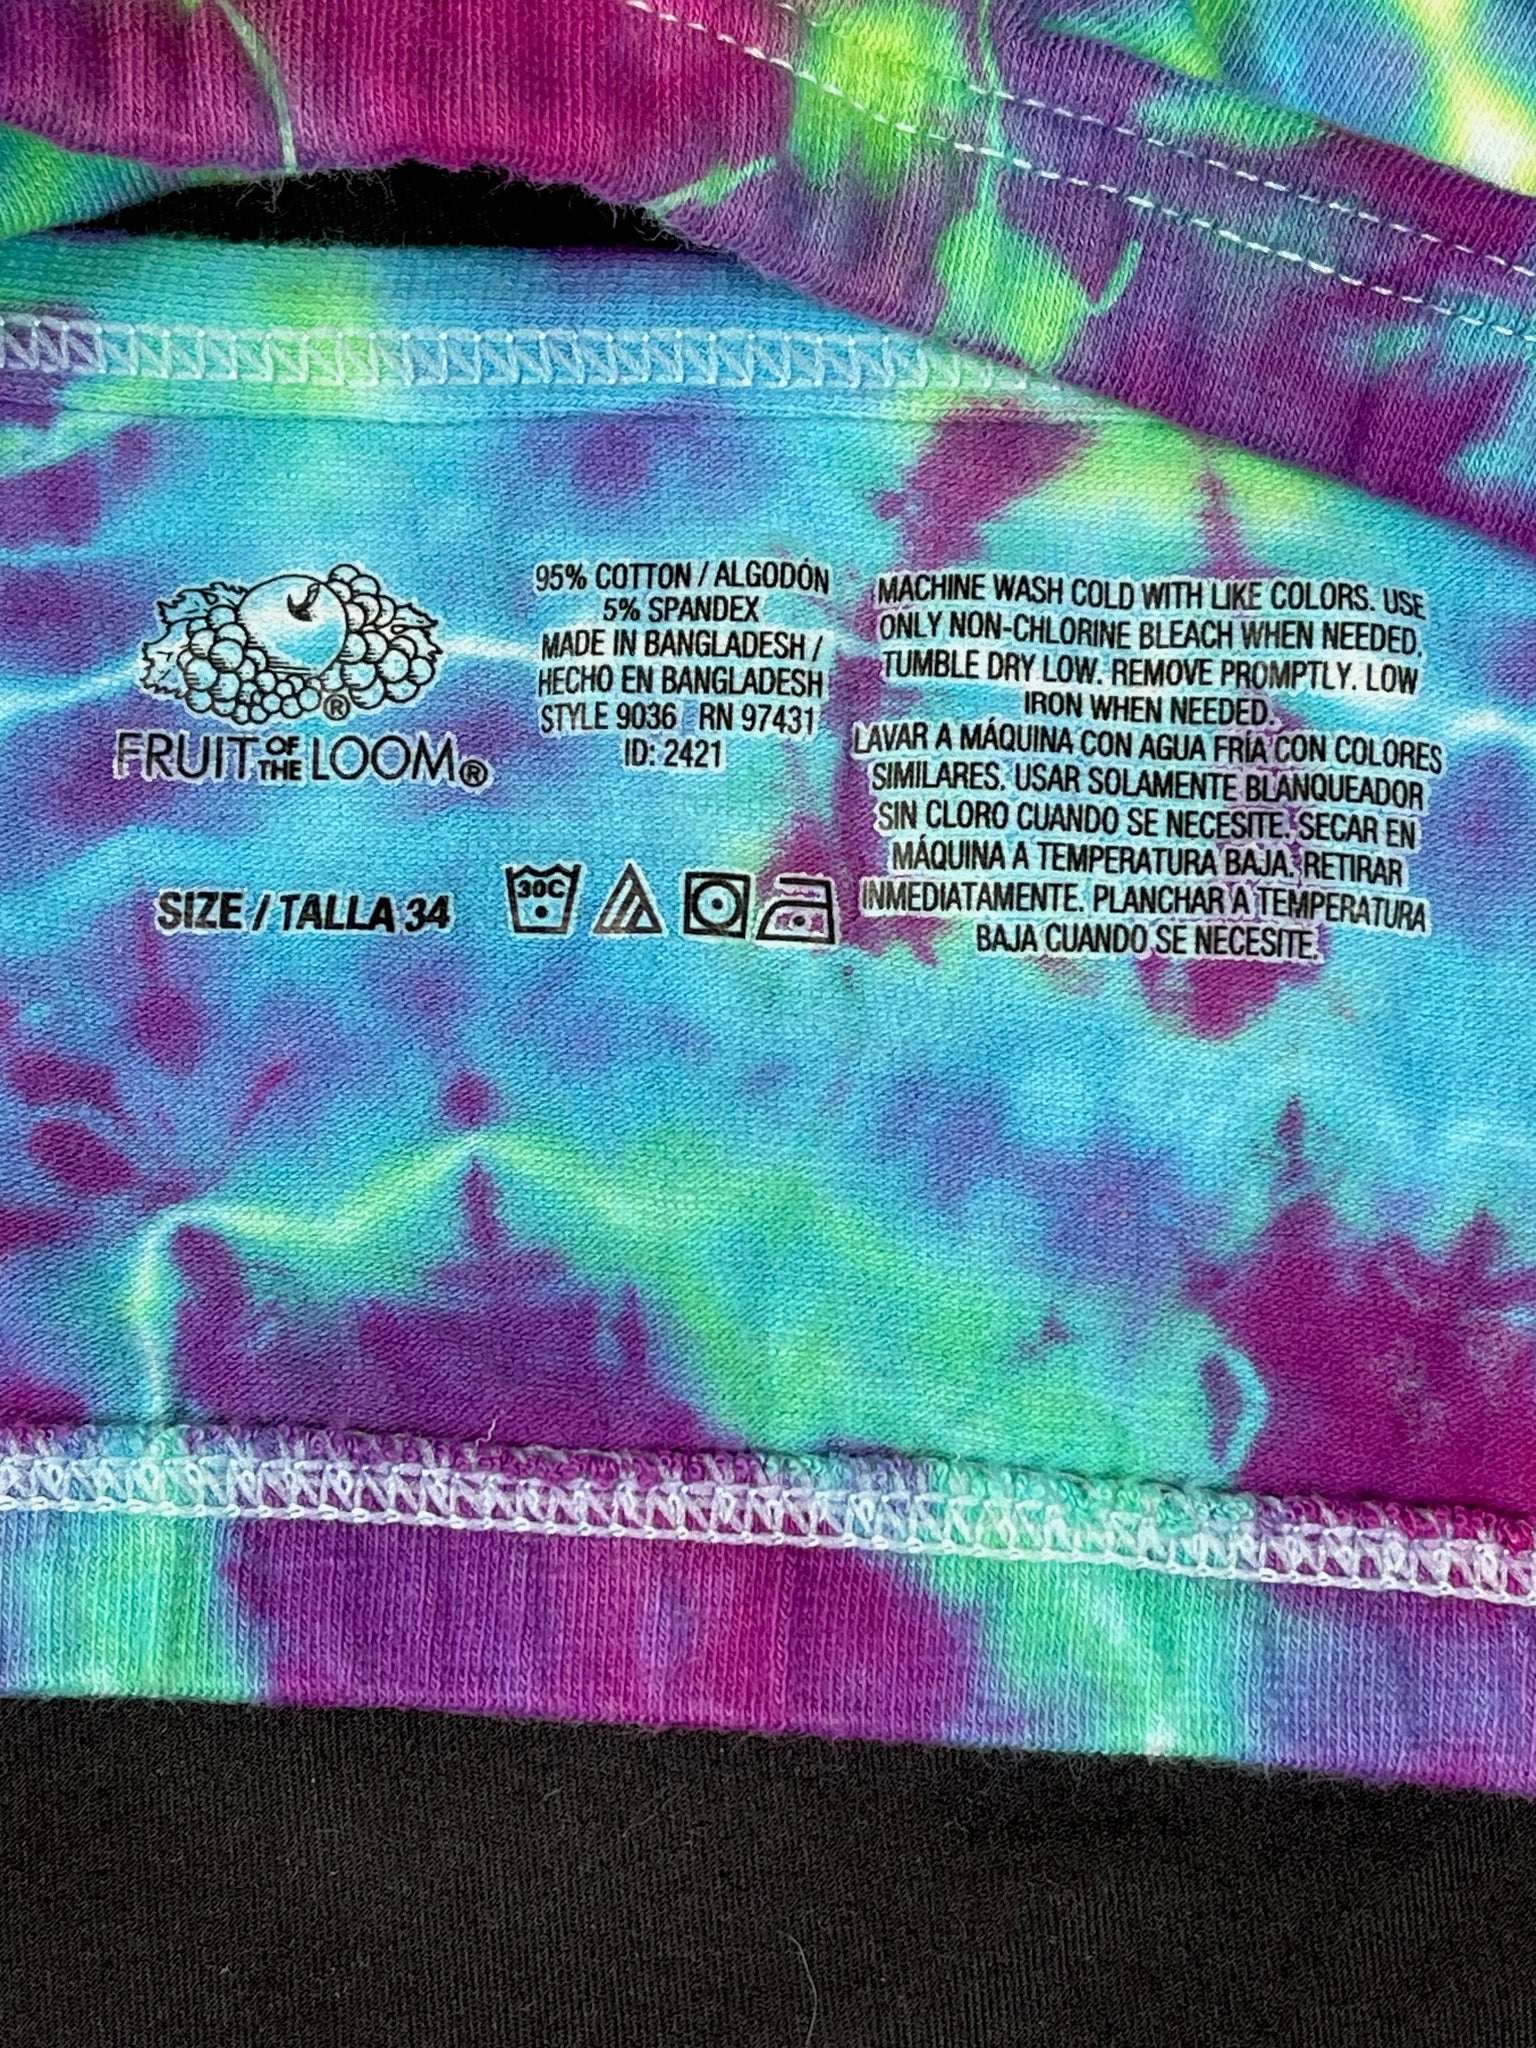 FRUIT OF THE LOOM®
SIZE / TALLA 34
95% COTTON / ALGODÓN
5% SPANDEX
MADE IN BANGLADESH /
HECHO EN BANGLADESH
STYLE 9036 RN 97431
ID: 2421
30C
MACHINE WASH COLD WITH LIKE COLORS. USE
ONLY NON-CHLORINE BLEACH WHEN NEEDED.
TUMBLE DRY LOW. REMOVE PROMPTLY. LOW
IRON WHEN NEEDED.
LAVAR A MÁQUINA CON AGUA FRÍA CON COLORES
SIMILARES. USAR SOLAMENTE BLANQUEADOR
SIN CLORO CUANDO SE NECESITE. SECAR EN
MÁQUINA A TEMPERATURA BAJA. RETIRAR
INMEDIATAMENTE. PLANCHAR A TEMPERATURA
BAJA CUANDO SE NECESITE.